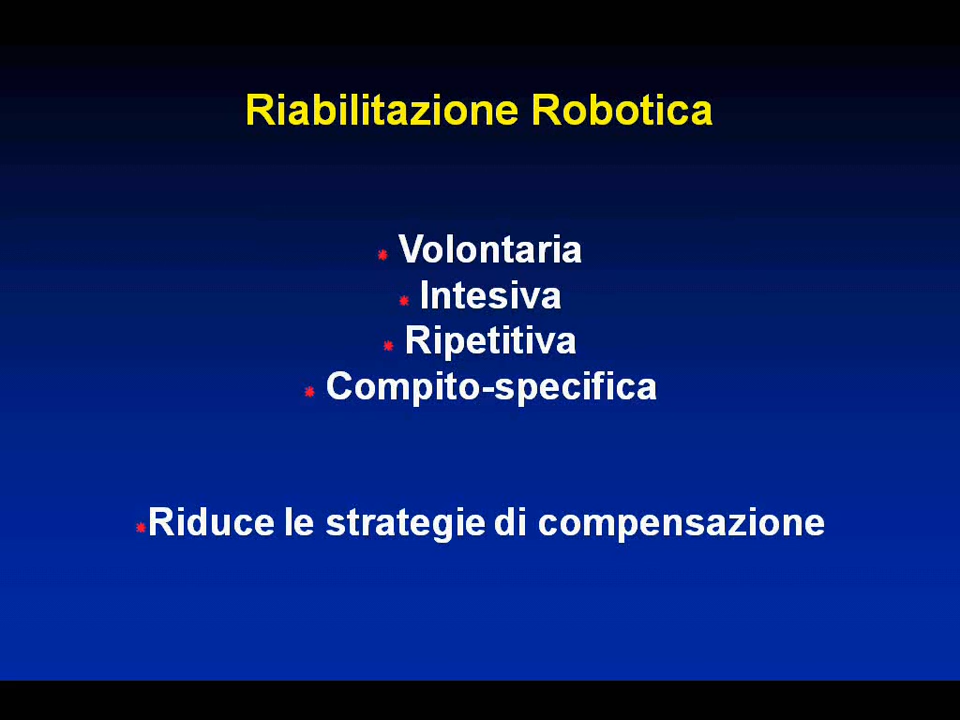 Riabilitazione Robotica
* Volontaria
* Intesiva
* Ripetitiva
* Compito-specifica
*Riduce le strategie di compensazione